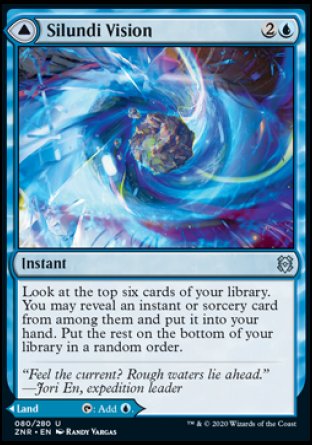 Silundi Vision 2
Instant
Look at the top six cards of your library.
You may reveal an instant or sorcery card
from among them and put it into your
hand. Put the rest on the bottom of your
library in a random order.
“Feel the current? Rough waters lie ahead.”
—Jori En, expedition leader
Land : Add
080/280 U
ZNR • EN Randy Vargas
™ & © 2020 Wizards of the Coast